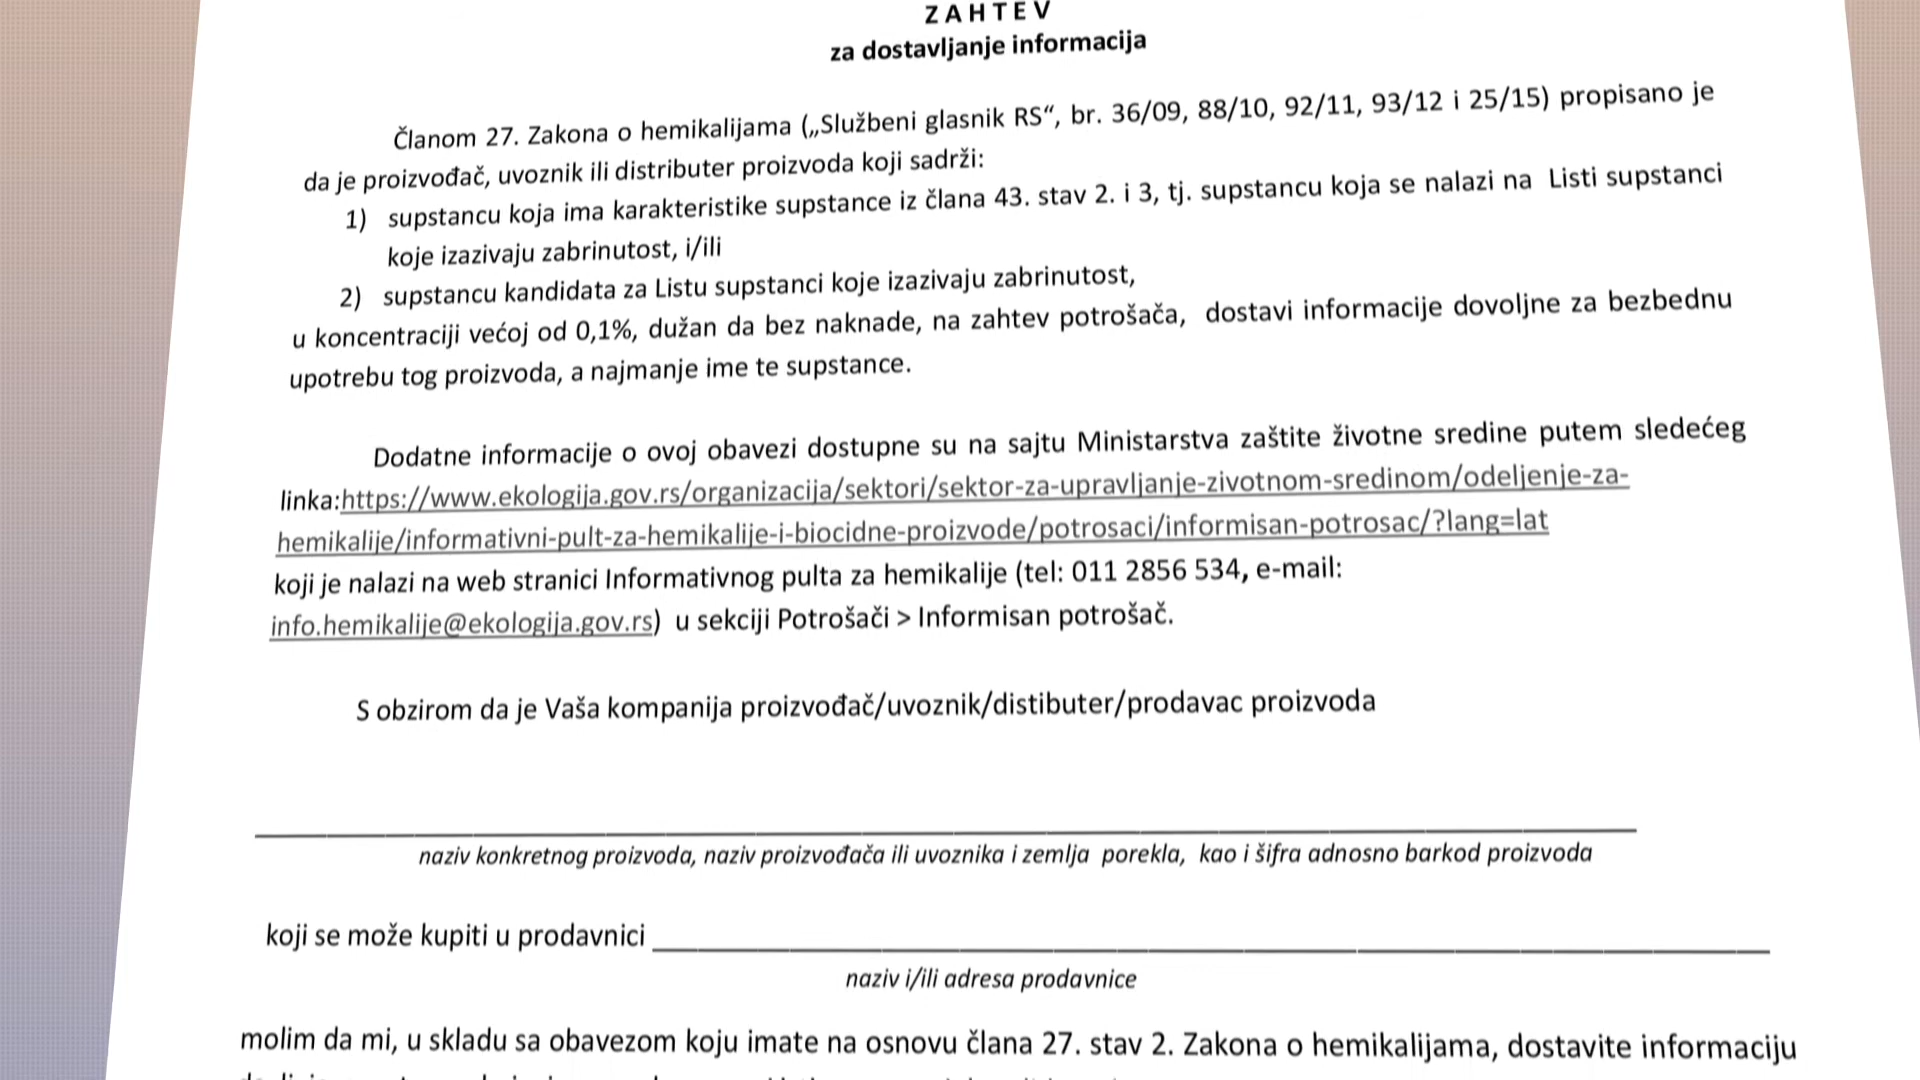 ZAHTEV
za dostavljanje informacija
Članom 27. Zakona o hemikalijama („Službeni glasnik RS“, br. 36/09, 88/10, 92/11, 93/12 i 25/15) propisano je
da je proizvođač, uvoznik ili distributer proizvoda koji sadrži:
1) supstancu koja ima karakteristike supstance iz člana 43. stav 2. i 3, tj. supstancu koja se nalazi na Listi supstanci
koje izazivaju zabrinutost, i/ili
2) supstancu kandidata za Listu supstanci koje izazivaju zabrinutost,
u koncentraciji većoj od 0,1%, dužan da bez naknade, na zahtev potrošača, dostavi informacije dovoljne za bezbednu
upotrebu tog proizvoda, a najmanje ime te supstance.
Dodatne informacije o ovoj obavezi dostupne su na sajtu Ministarstva zaštite životne sredine putem sledećeg
linka:https://www.ekologija.gov.rs/organizacija/sektori/sektor-za-upravljanje-zivotnom-sredinom/odeljenje-za-
hemikalije/informativni-pult-za-hemikalije-i-biocidne-proizvode/potrosaci/informisan-potrosac/?lang=lat
koji je nalazi na web stranici Informativnog pulta za hemikalije (tel: 011 2856 534, e-mail:
info.hemikalije@ekologija.gov.rs) u sekciji Potrošači > Informisan potrošač.
S obzirom da je Vaša kompanija proizvođač/uvoznik/distibuter/prodavac proizvoda
naziv konkretnog proizvoda, naziv proizvođača ili uvoznika i zemlja porekla, kao i šifra adnosno barkod proizvoda
koji se može kupiti u prodavnici
naziv i/ili adresa prodavnice
molim da mi, u skladu sa obavezom koju imate na osnovu člana 27. stav 2. Zakona o hemikalijama, dostavite informaciju